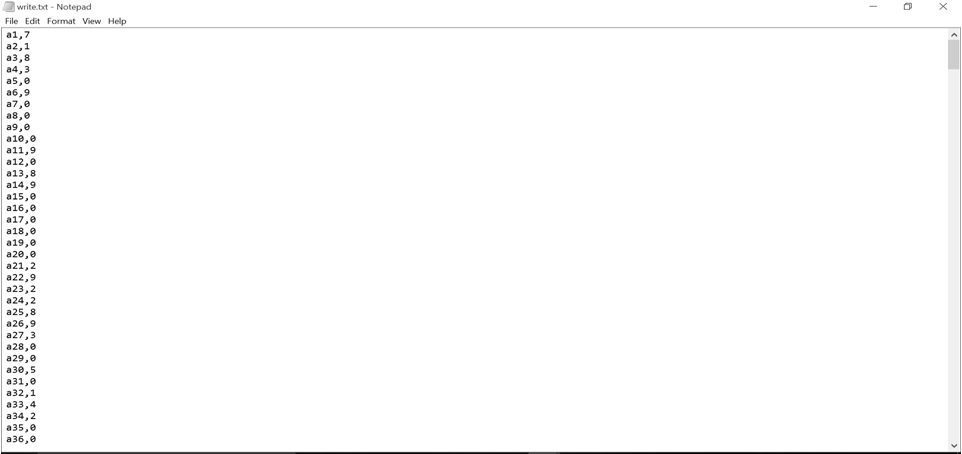 write.txt - Notepad
File Edit Format View Help
a1,7
a2,1
a3,8
a4,3
a5,0
a6,9
a7,0
a8,0
a9,0
a10,0
a11,9
a12,0
a13,8
a14,9
a15,0
a16,0
a17,0
a18,0
a19,0
a20,0
a21,2
a22,9
a23,2
a24,2
a25,8
a26,9
a27,3
a28,0
a29,0
a30,5
a31,0
a32,1
a33,4
a34,2
a35,0
a36,0